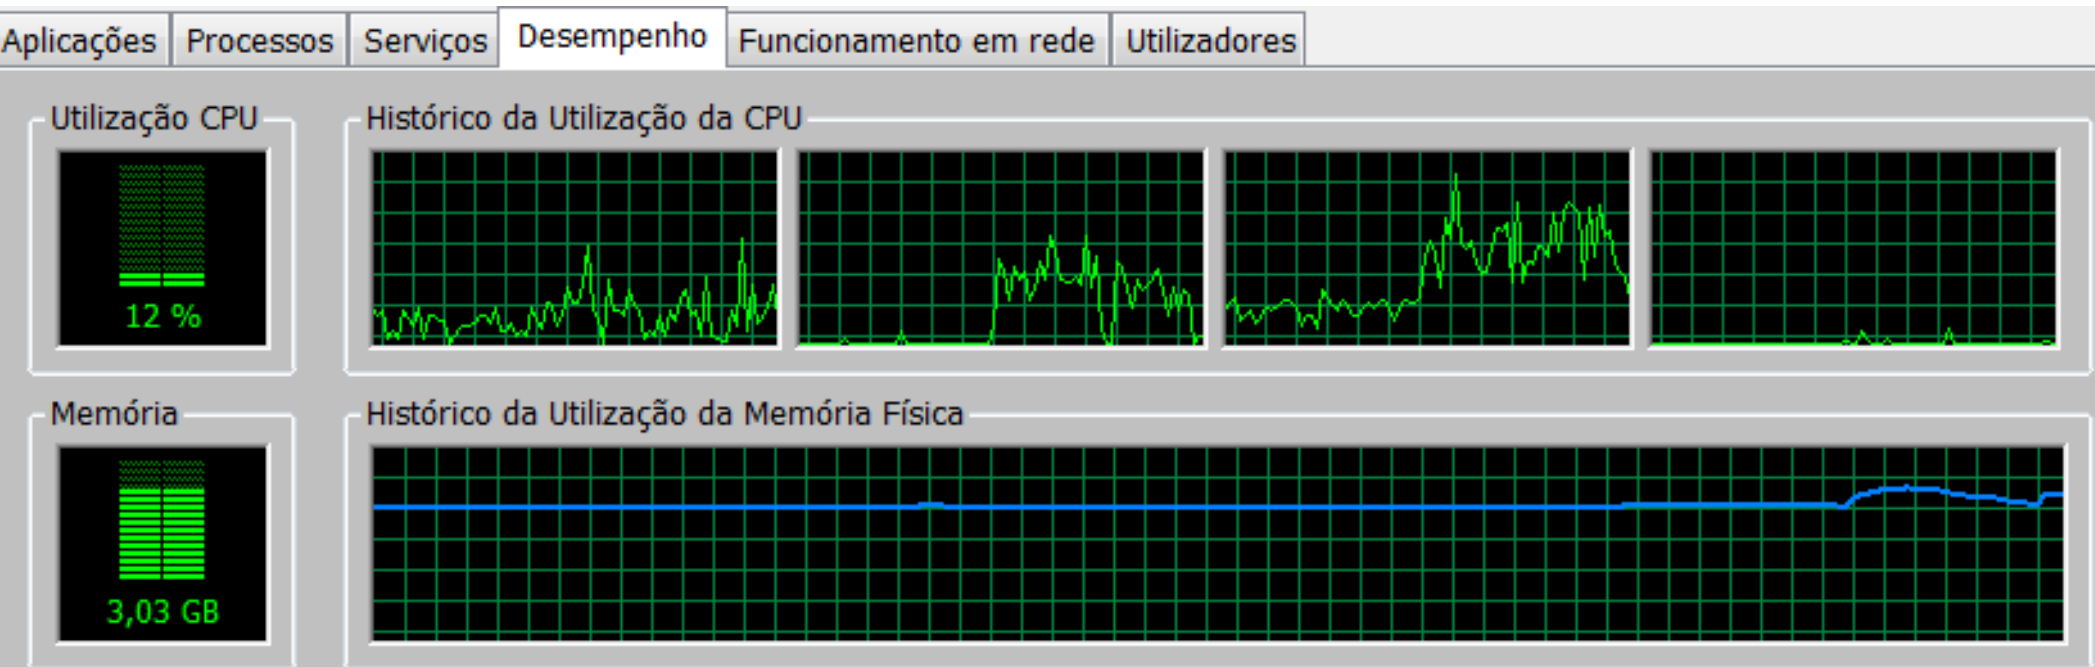 Aplicações Processos Serviços Desempenho Funcionamento em rede Utilizadores
Utilização CPU
Histórico da Utilização da CPU
12 %
Memória
Histórico da Utilização da Memória Física
3,03 GB